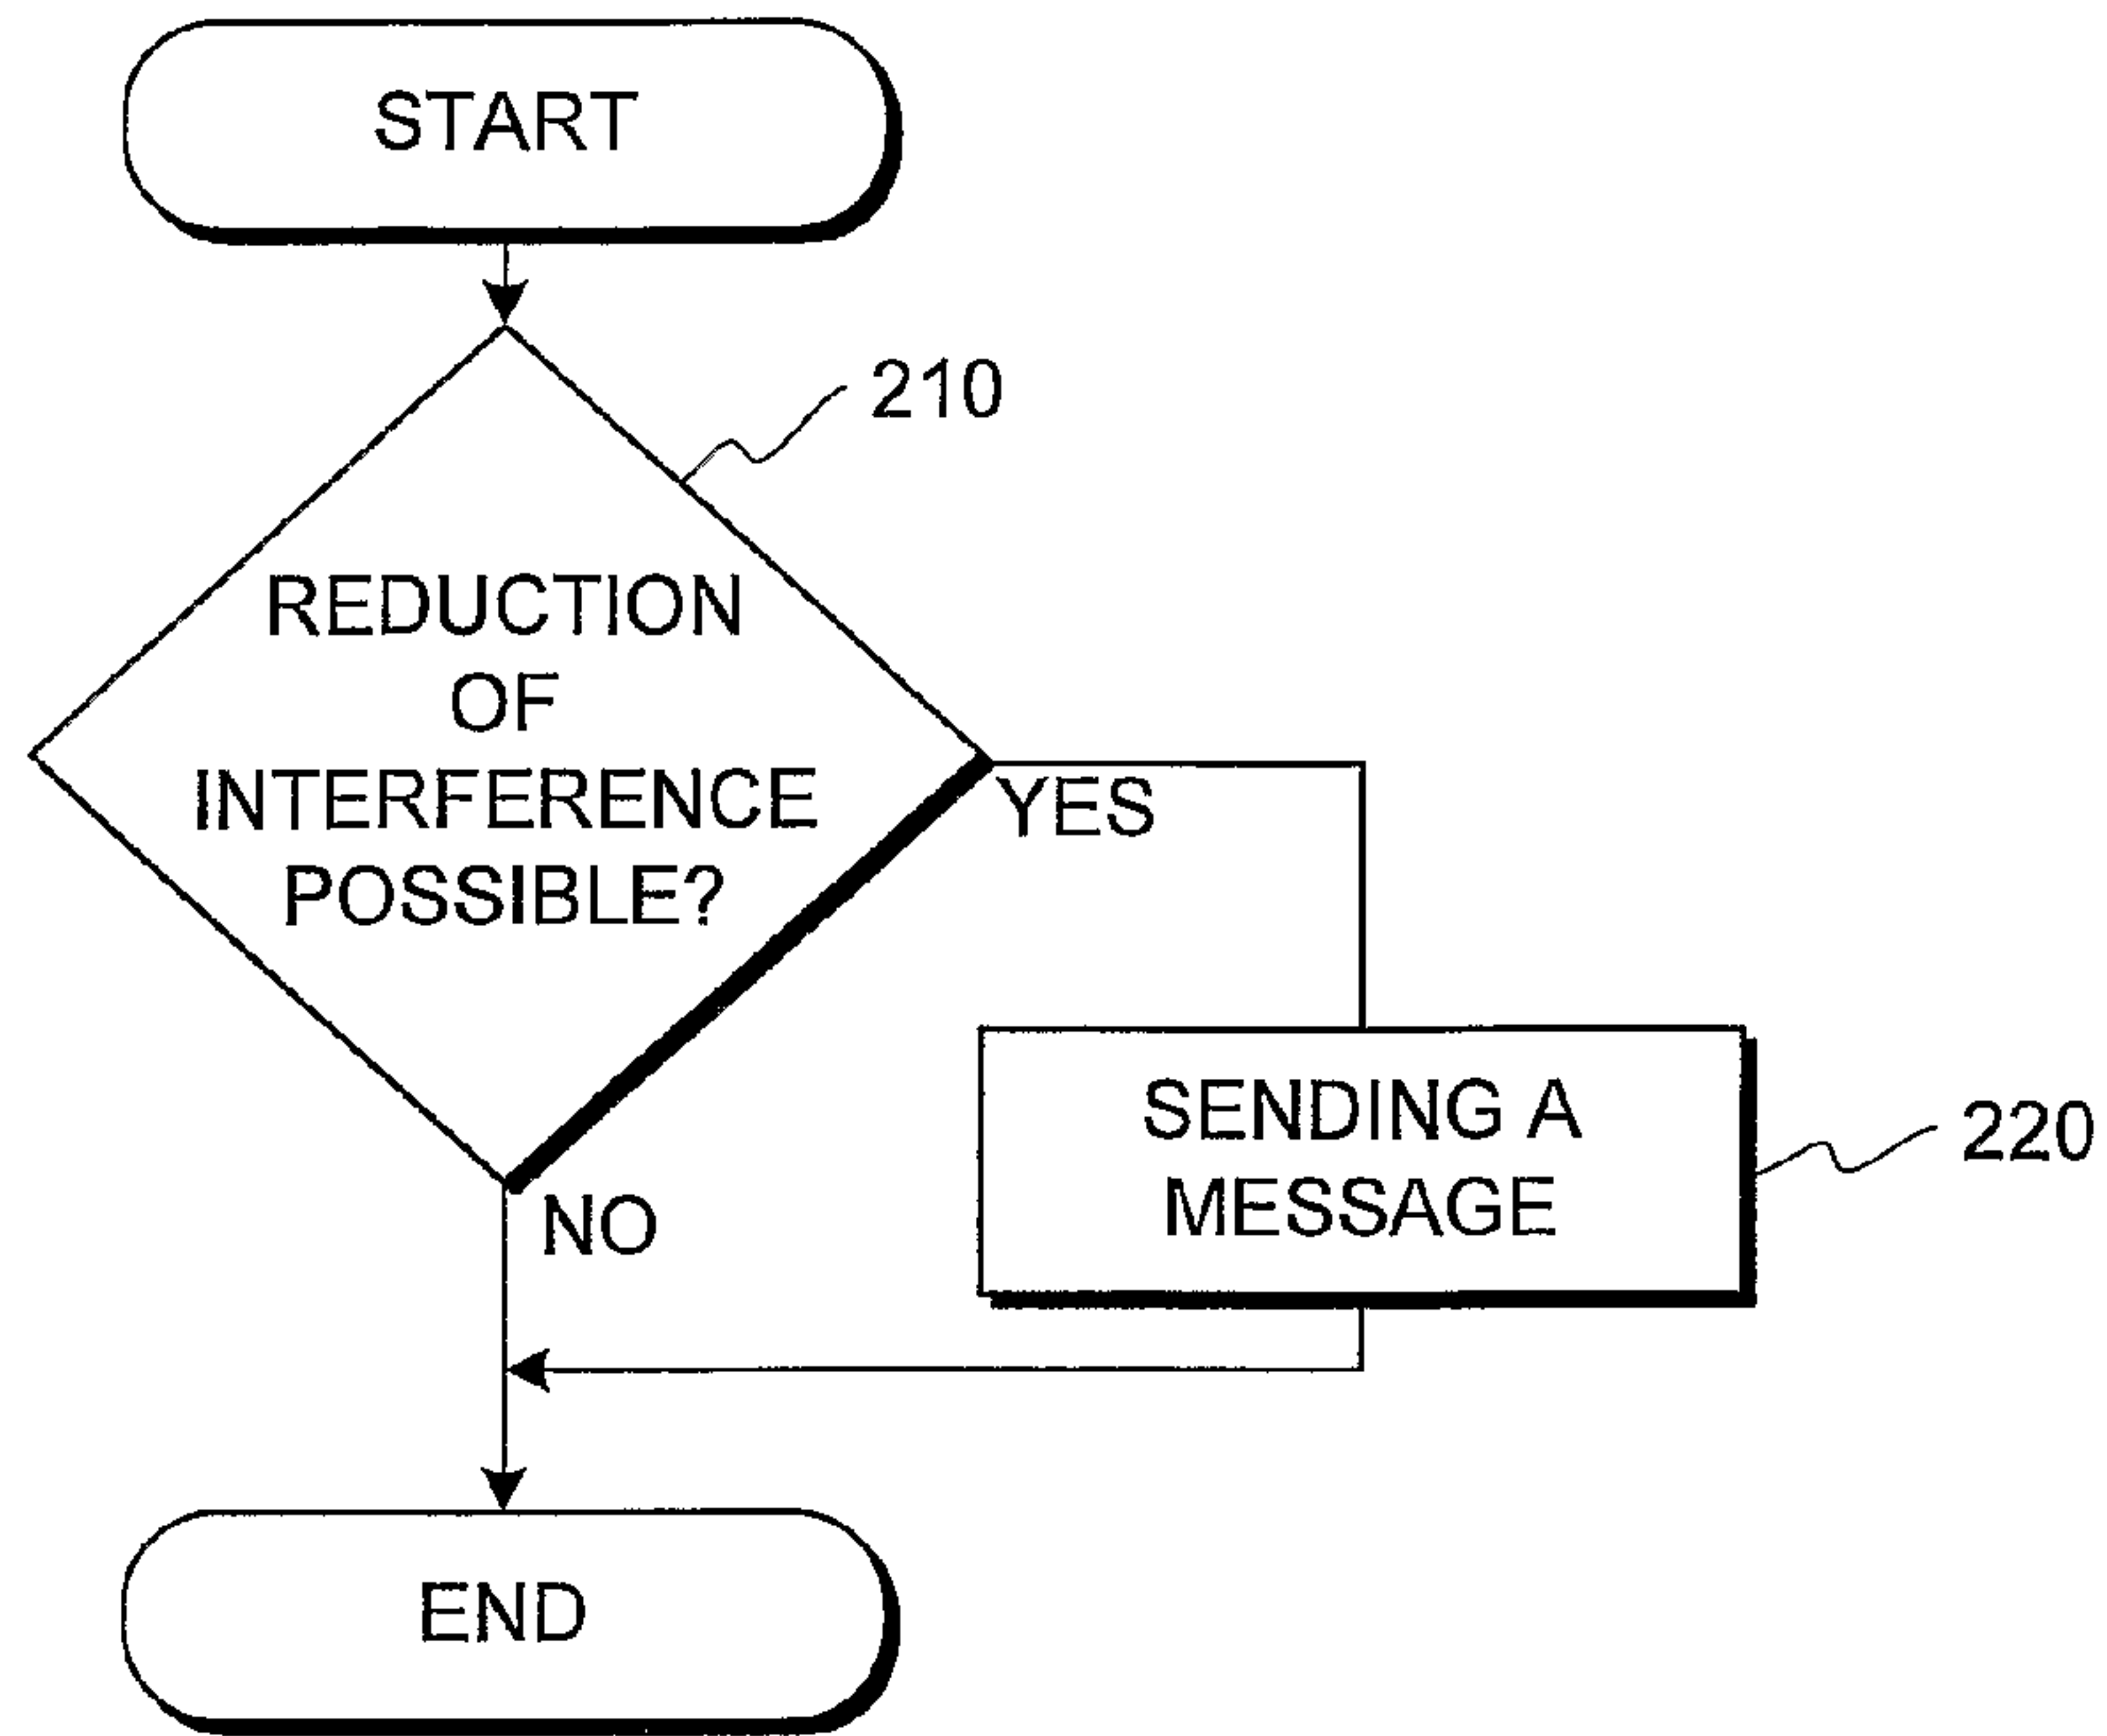 START
210
REDUCTION
OF
INTERFERENCE
POSSIBLE?
YES
NO
SENDING A
MESSAGE
220
END